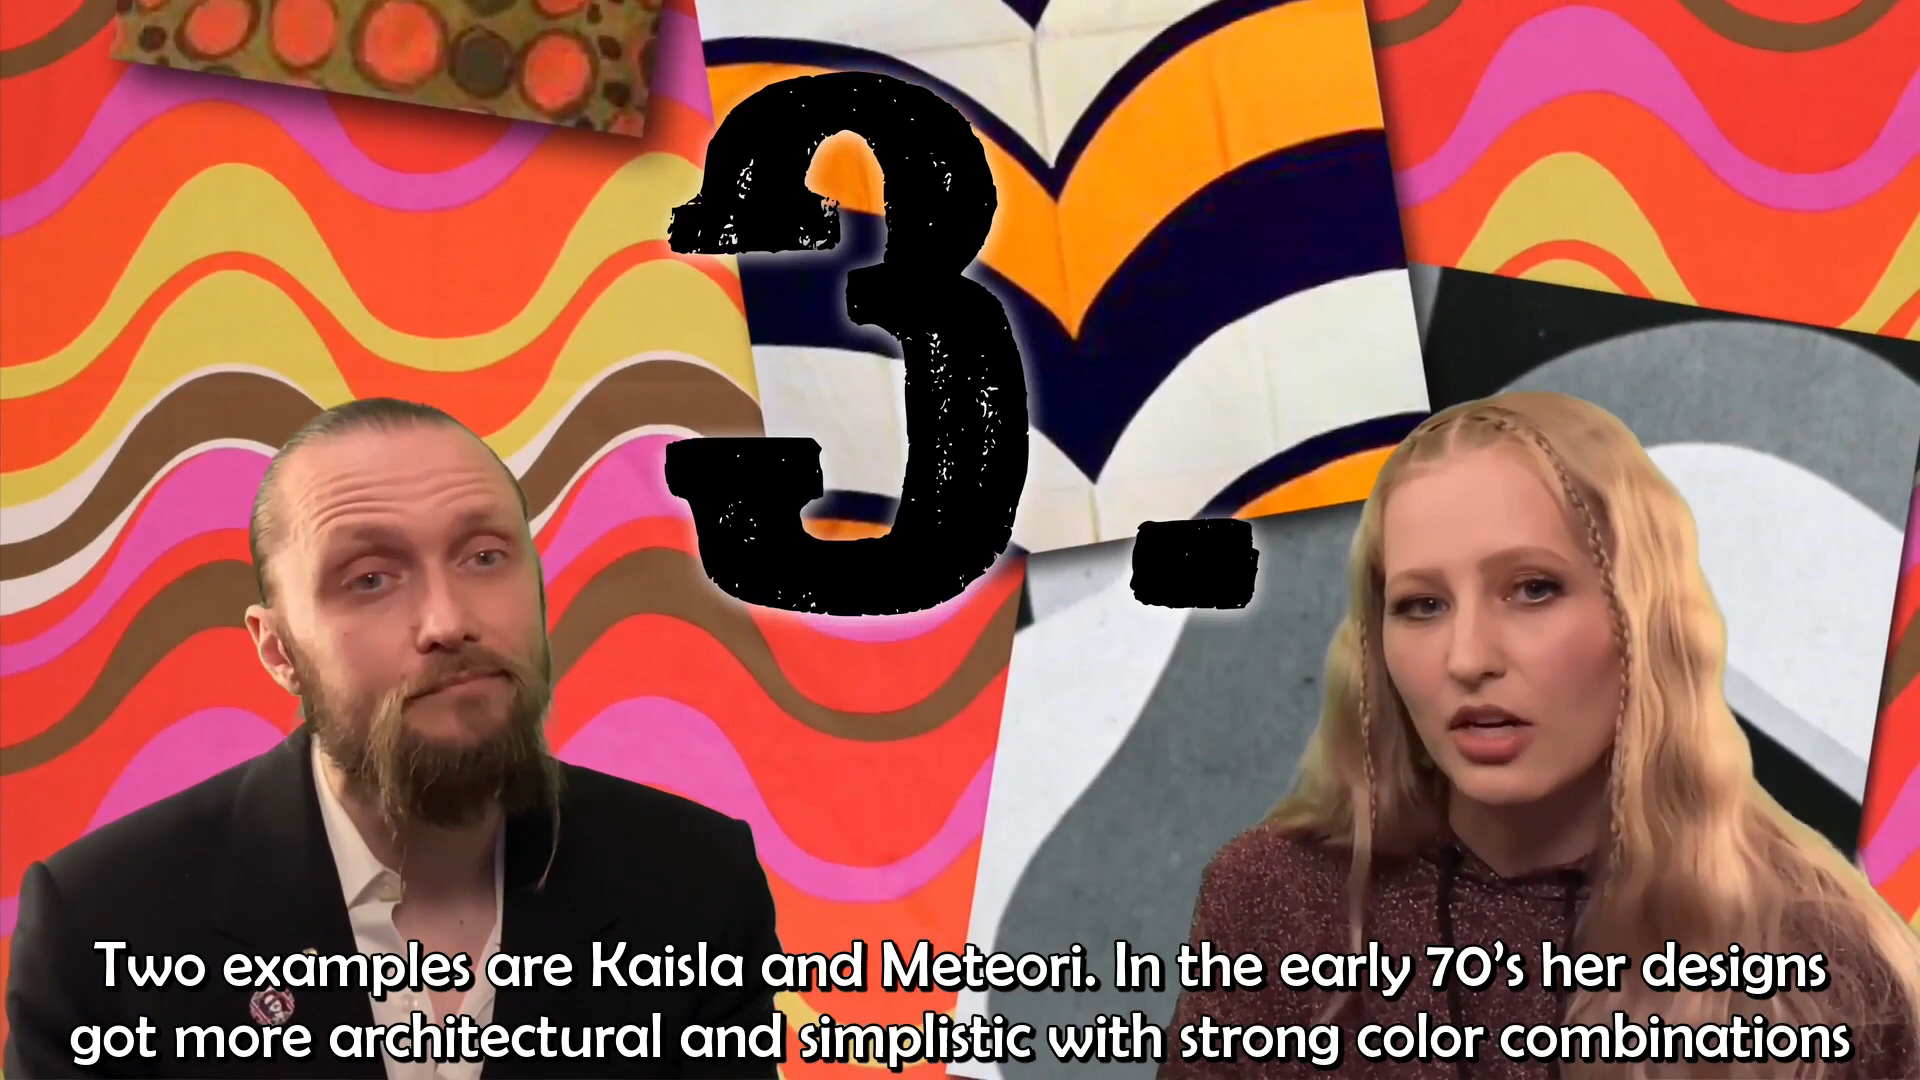 3.
Two examples are Kaisla and Meteori. In the early 70's her designs
got more architectural and simplistic with strong color combinations